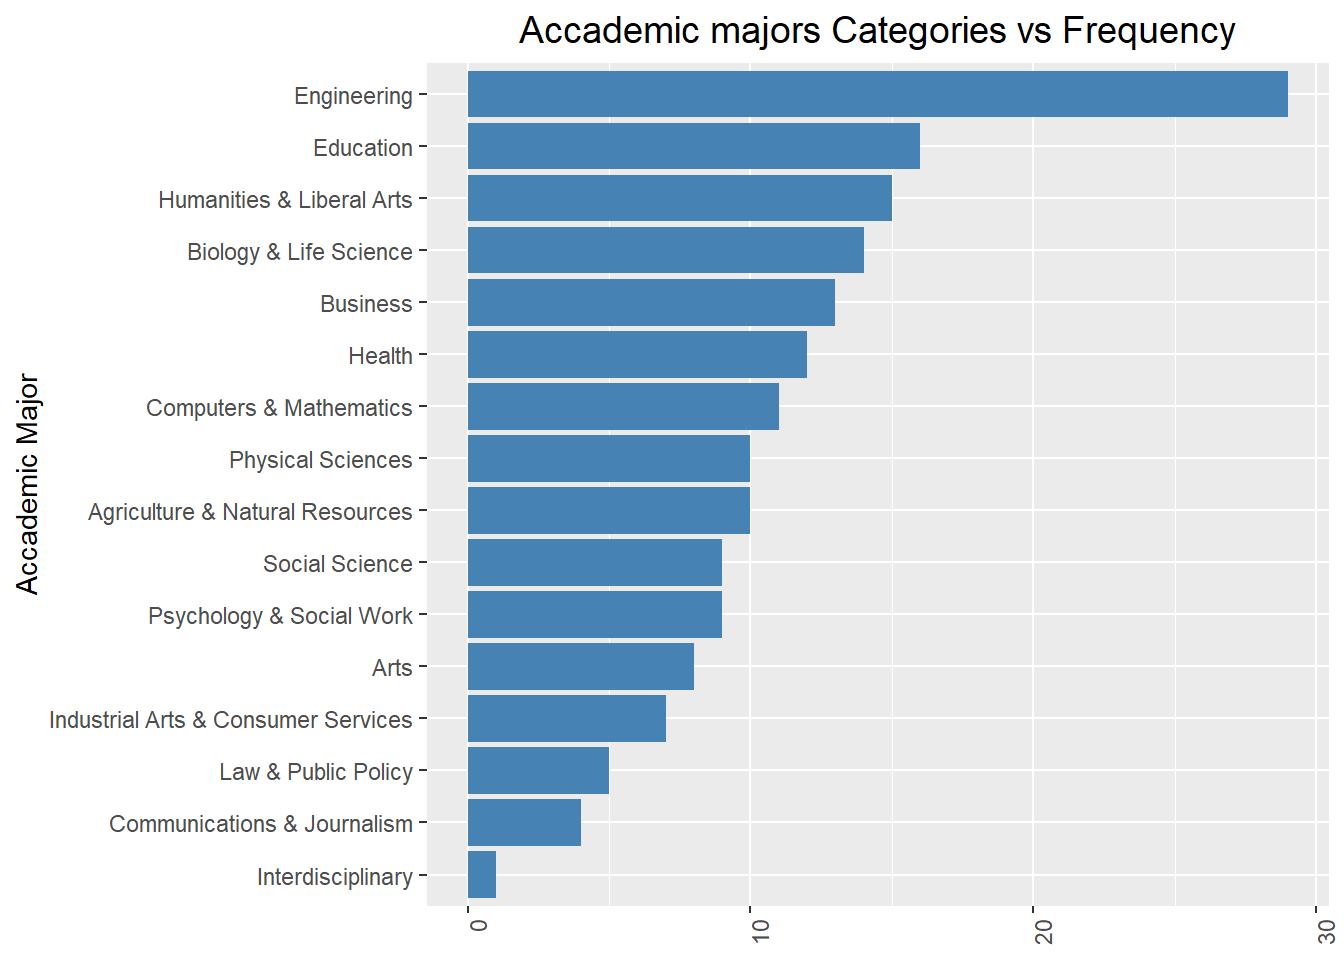 Accademic majors Categories vs Frequency
Accademic Major
Engineering
Education
Humanities & Liberal Arts
Biology & Life Science
Business
Health
Computers & Mathematics
Physical Sciences
Agriculture & Natural Resources
Social Science
Psychology & Social Work
Arts
Industrial Arts & Consumer Services
Law & Public Policy
Communications & Journalism
Interdisciplinary
0
10
20
30